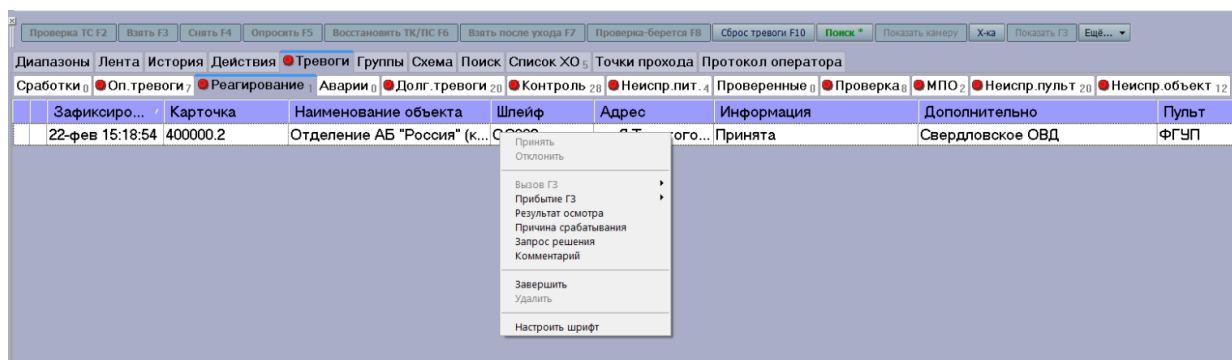 Проверка ТС F2 Взять F3 Снять F4 Опросить F5 Восстановить ТК/ПС F6 Взять после ухода F7 Проверка-берется F8 Сброс тревоги F10 Поиск * Показать камеру Х-ка Показать ГЗ Ещё...
Диапазоны Лента История Действия Тревоги Группы Схема Поиск Список ХО 5 Точки прохода Протокол оператора
Сработки 0 Оп.тревоги 7 Реагирование 1 Аварии 0 Долг.тревоги 20 Контроль 28 Неиспр.пит. 4 Проверенные 0 Проверка 8 МПО 2 Неиспр.пульт 20 Неиспр.объект 12
Зафиксиро... Карточка Наименование объекта Шлейф Адрес Информация Дополнительно Пульт
22-фев 15:18:54 400000.2 Отделение АБ "Россия" (к... Принята Свердловское ОВД ФГУП
Принять
Отклонить
Вызов ГЗ
Прибытие ГЗ
Результат осмотра
Причина срабатывания
Запрос решения
Комментарий
Завершить
Удалить
Настроить шрифт